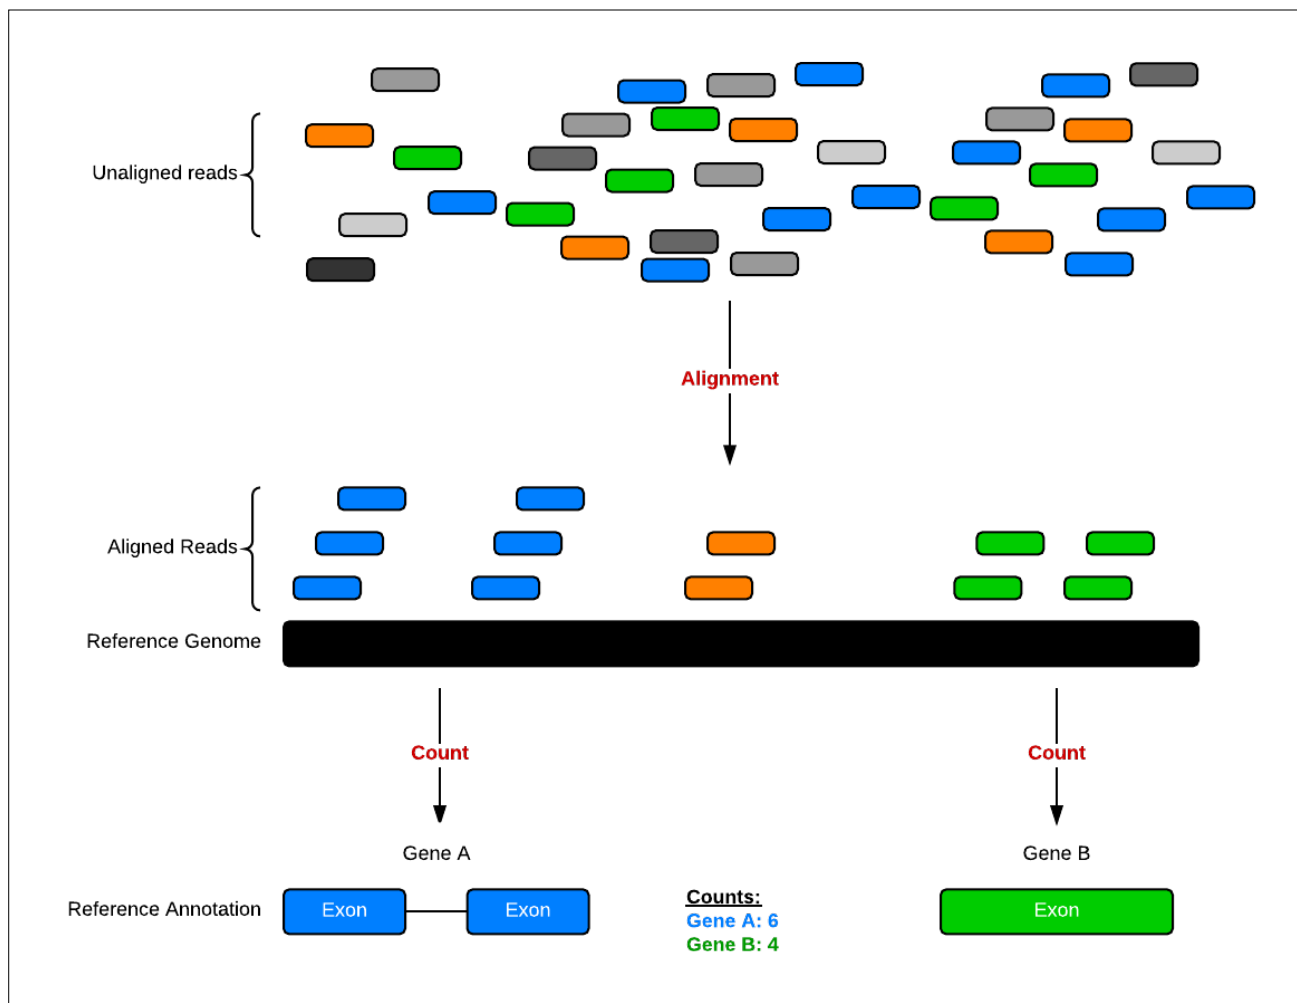 Unaligned reads
Alignment
Aligned Reads
Reference Genome
Count
Count
Gene A
Gene B
Reference Annotation
Exon
Exon
Counts:
Gene A: 6
Gene B: 4
Exon